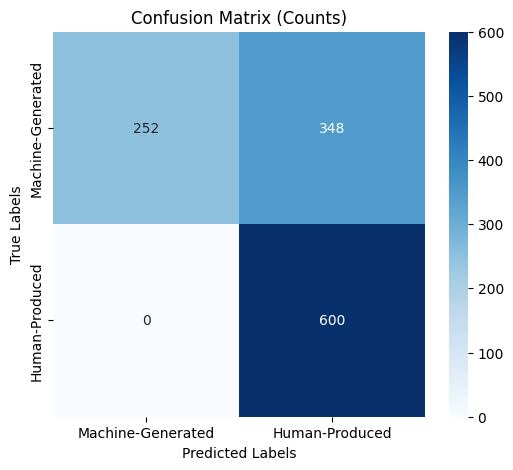 Confusion Matrix (Counts)
True Labels
Machine-Generated
Human-Produced
252
348
0
600
Machine-Generated
Human-Produced
Predicted Labels
600
500
400
300
200
100
0